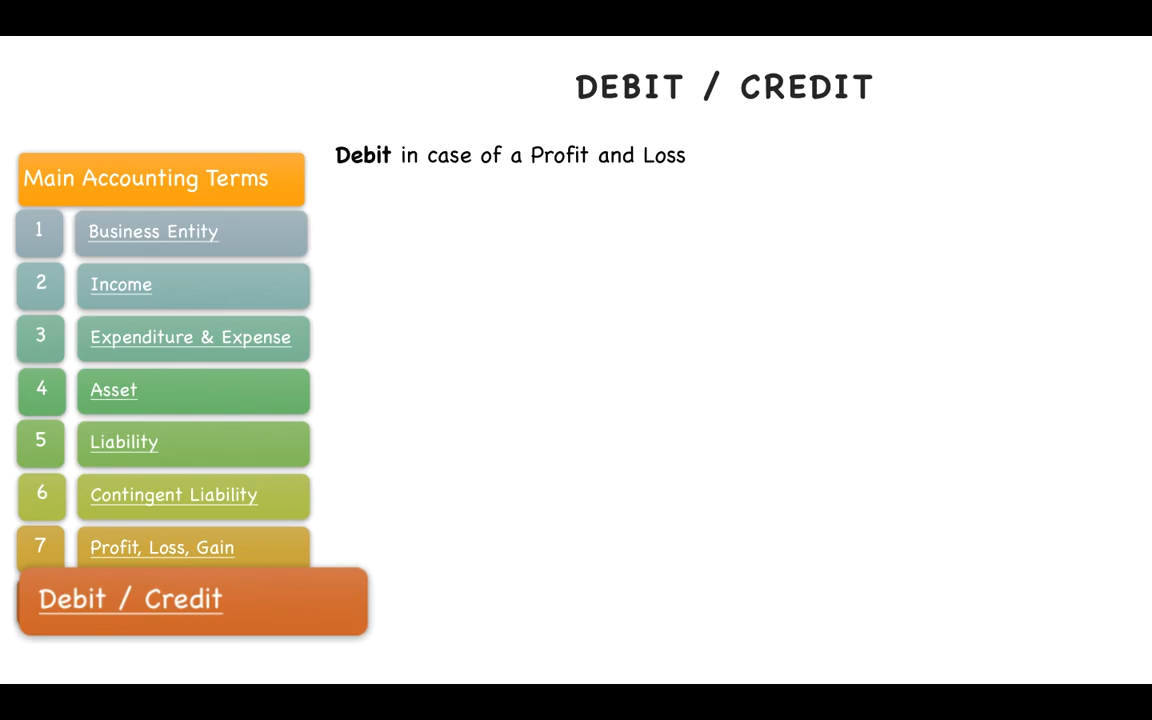 DEBIT / CREDIT
Debit in case of a Profit and Loss
Main Accounting Terms
1 Business Entity
2 Income
3 Expenditure & Expense
4 Asset
5 Liability
6 Contingent Liability
7 Profit, Loss, Gain
Debit / Credit